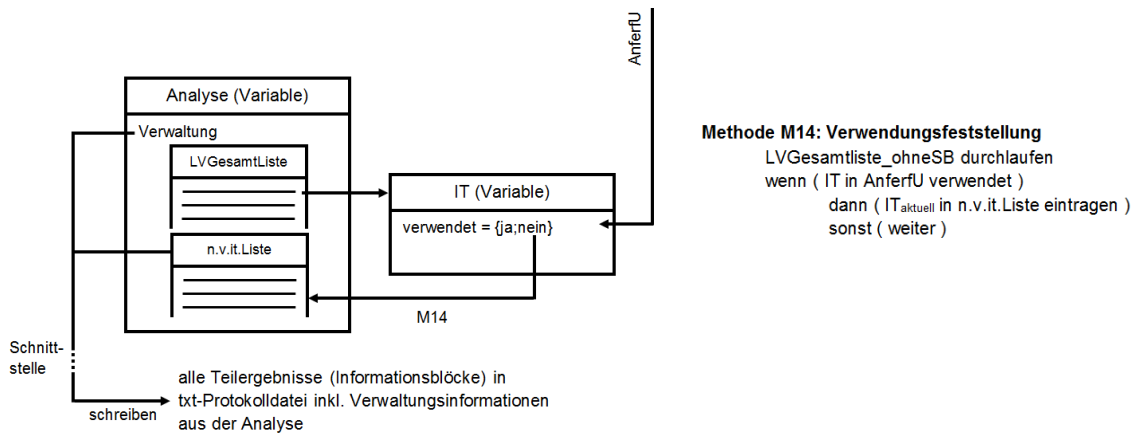 AnferfU
Analyse (Variable)
Verwaltung
LVGesamtListe
IT (Variable)
verwendet = {ja;nein}
n.v.it.Liste
M14
Schnitt-
stelle
schreiben
alle Teilergebnisse (Informationsblöcke) in
txt-Protokolldatei inkl. Verwaltungsinformationen
aus der Analyse
Methode M14: Verwendungsfeststellung
LVGesamtliste_ohneSB durchlaufen
wenn ( IT in AnferfU verwendet )
dann ( ITaktuell in n.v.it.Liste eintragen )
sonst ( weiter )